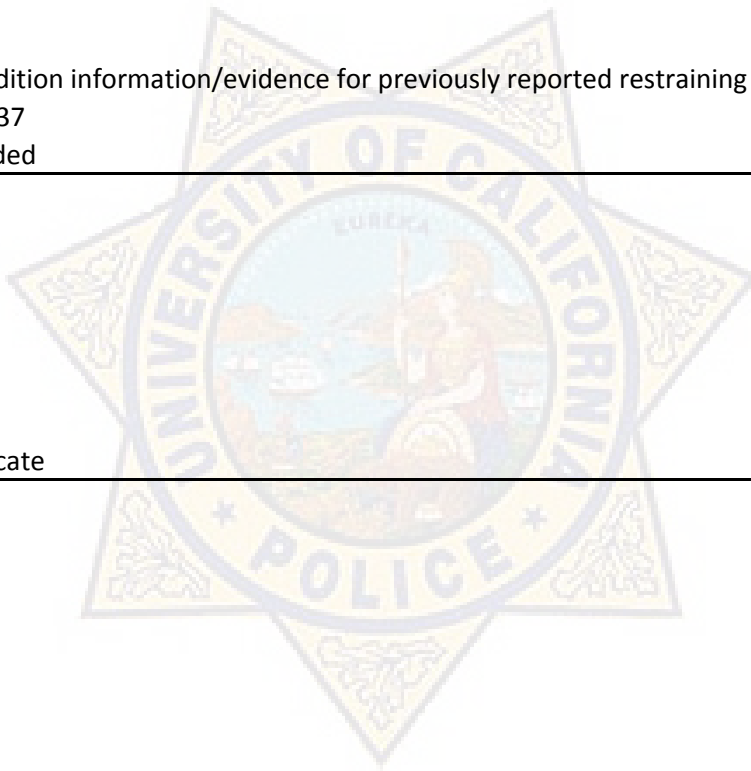 dition information/evidence for previously reported restraining
37
ded
UNIVERSITY OF CALIFORNIA
EUREKA
cate
POLICE